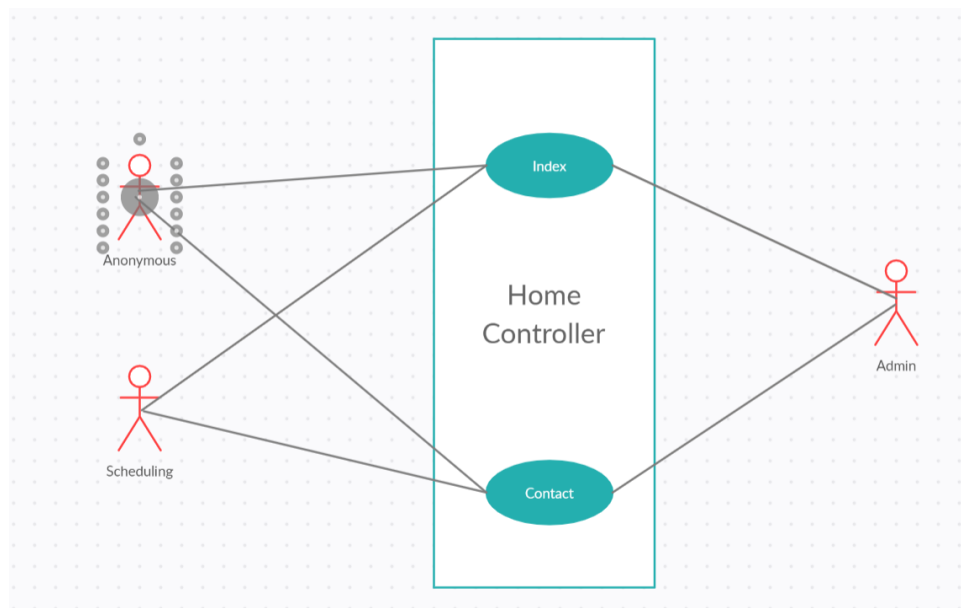 Index
Anonymous
Home
Controller
Admin
Scheduling
Contact